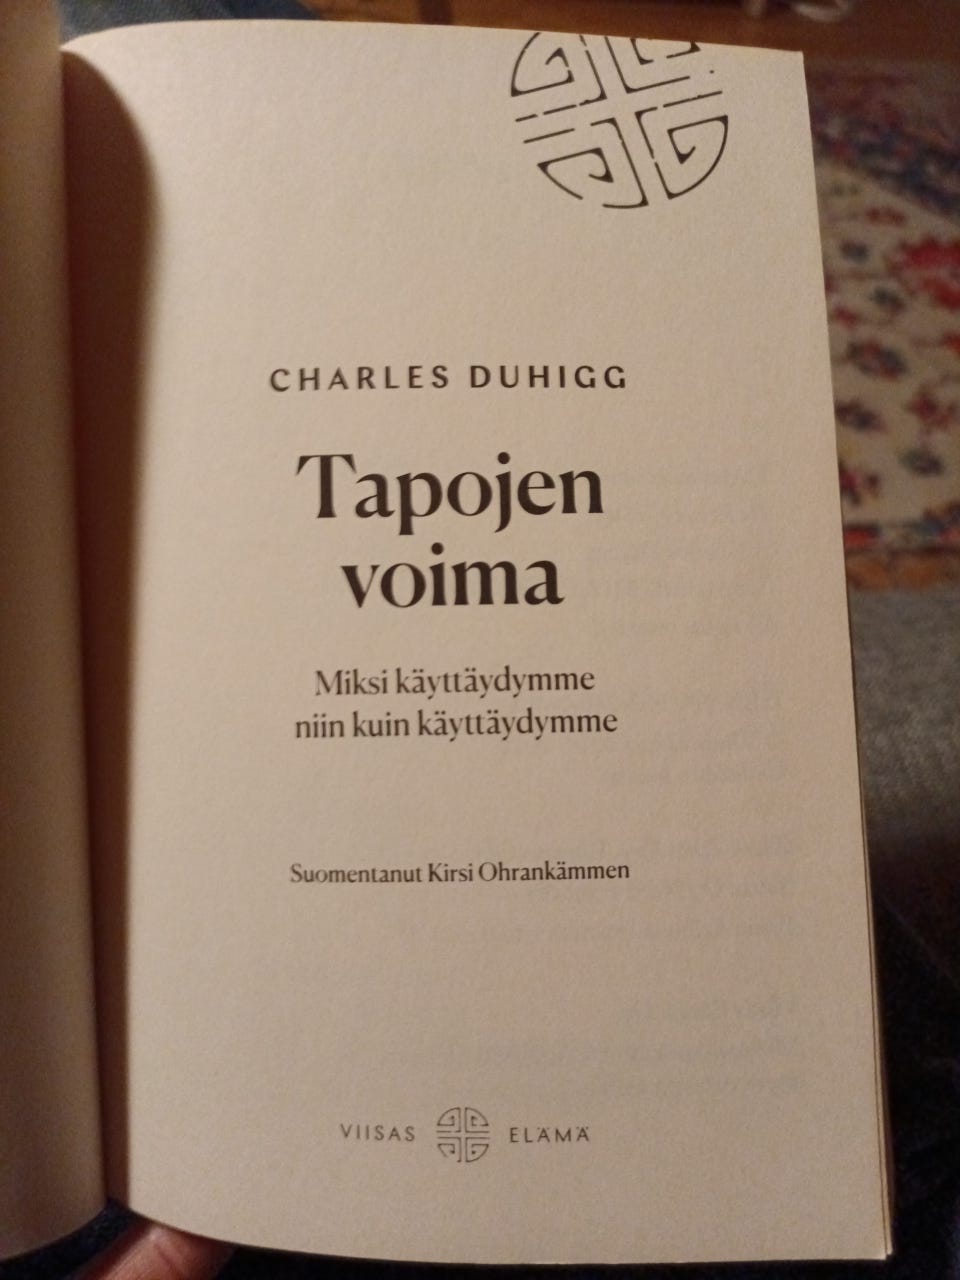 CHARLES DUHIGG
Tapojen
voima
Miksi käyttäydymme
niin kuin käyttäydymme
Suomentanut Kirsi Ohrankämmen
VIISAS ELÄMÄ